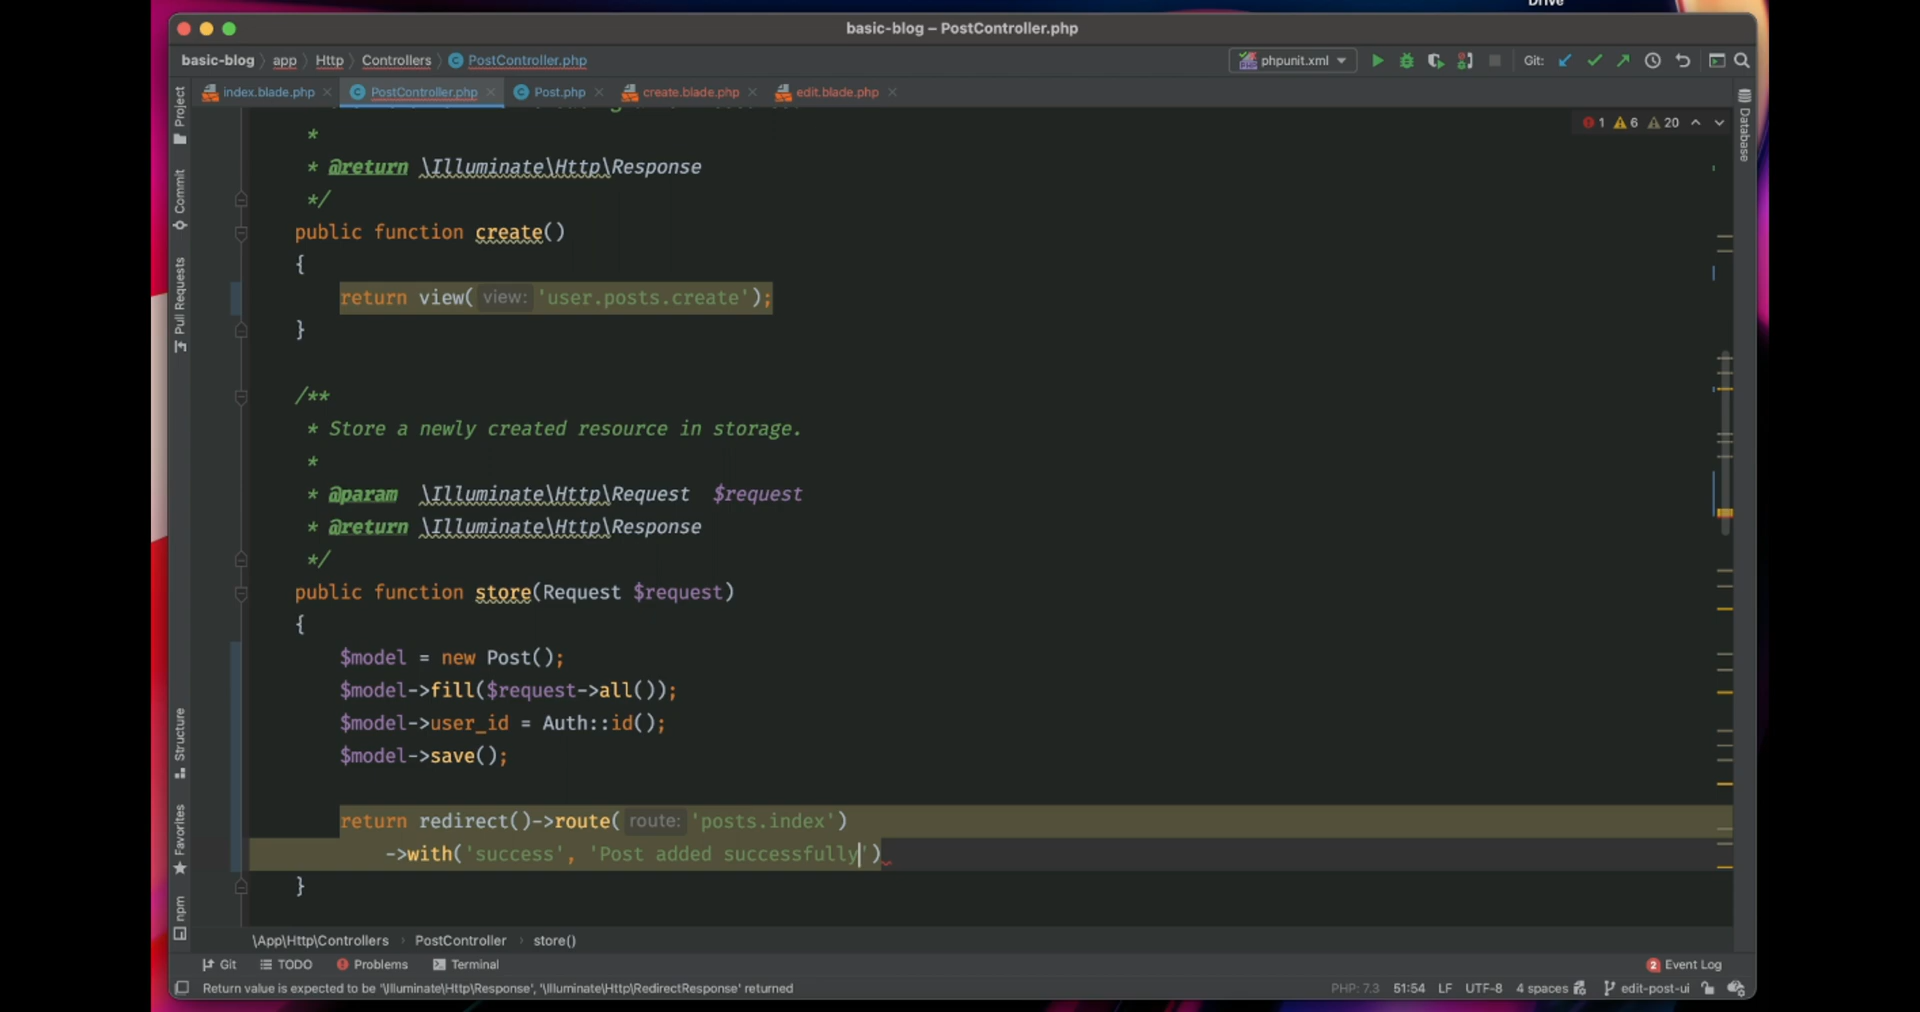 Drive
basic-blog – PostController.php
basic-blog app Http Controllers PostController.php
phpunit.xml Git:
index.blade.php PostController.php Post.php create.blade.php edit.blade.php
1 6 20
Project
Commit
Pull Requests
Structure
Favorites
npm
Database
*
* @return \Illuminate\Http\Response
*/
public function create()
{
return view( view: 'user.posts.create');
}
/**
* Store a newly created resource in storage.
*
* @param \Illuminate\Http\Request $request
* @return \Illuminate\Http\Response
*/
public function store(Request $request)
{
$model = new Post();
$model->fill($request->all());
$model->user_id = Auth::id();
$model->save();
return redirect()->route( route: 'posts.index')
->with('success', 'Post added successfully')
}
\App\Http\Controllers PostController store()
Git TODO Problems Terminal 2 Event Log
Return value is expected to be '\Illuminate\Http\Response', '\Illuminate\Http\RedirectResponse' returned PHP: 7.3 51:54 LF UTF-8 4 spaces edit-post-ui